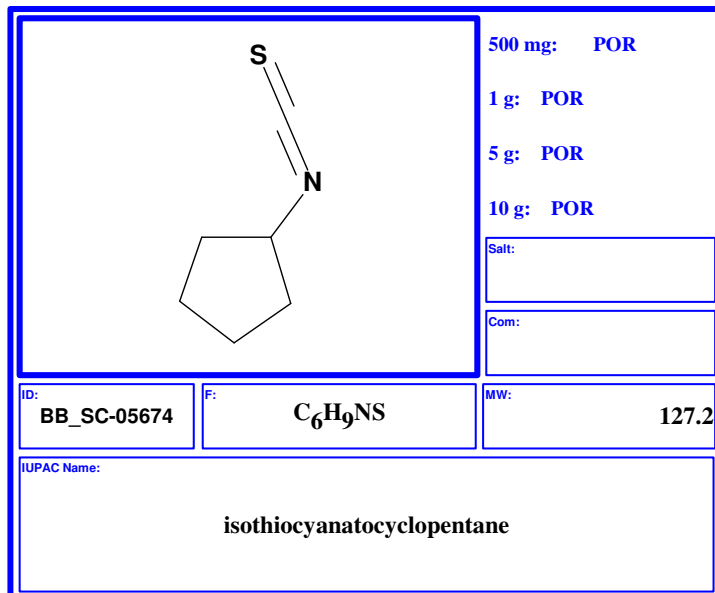 S
N
500 mg: POR
1 g: POR
5 g: POR
10 g: POR
Salt:
Com:
ID:
BB_SC-05674
F:
C6H9NS
MW:
127.2
IUPAC Name:
isothiocyanatocyclopentane